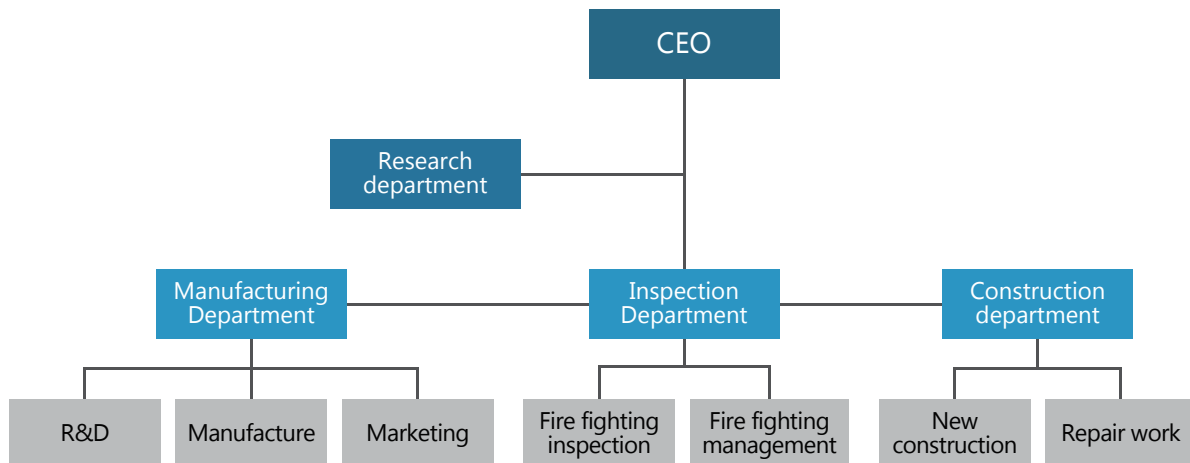 CEO
Research
department
Manufacturing
Department
Inspection
Department
Construction
department
R&D
Manufacture
Marketing
Fire fighting
inspection
Fire fighting
management
New
construction
Repair work